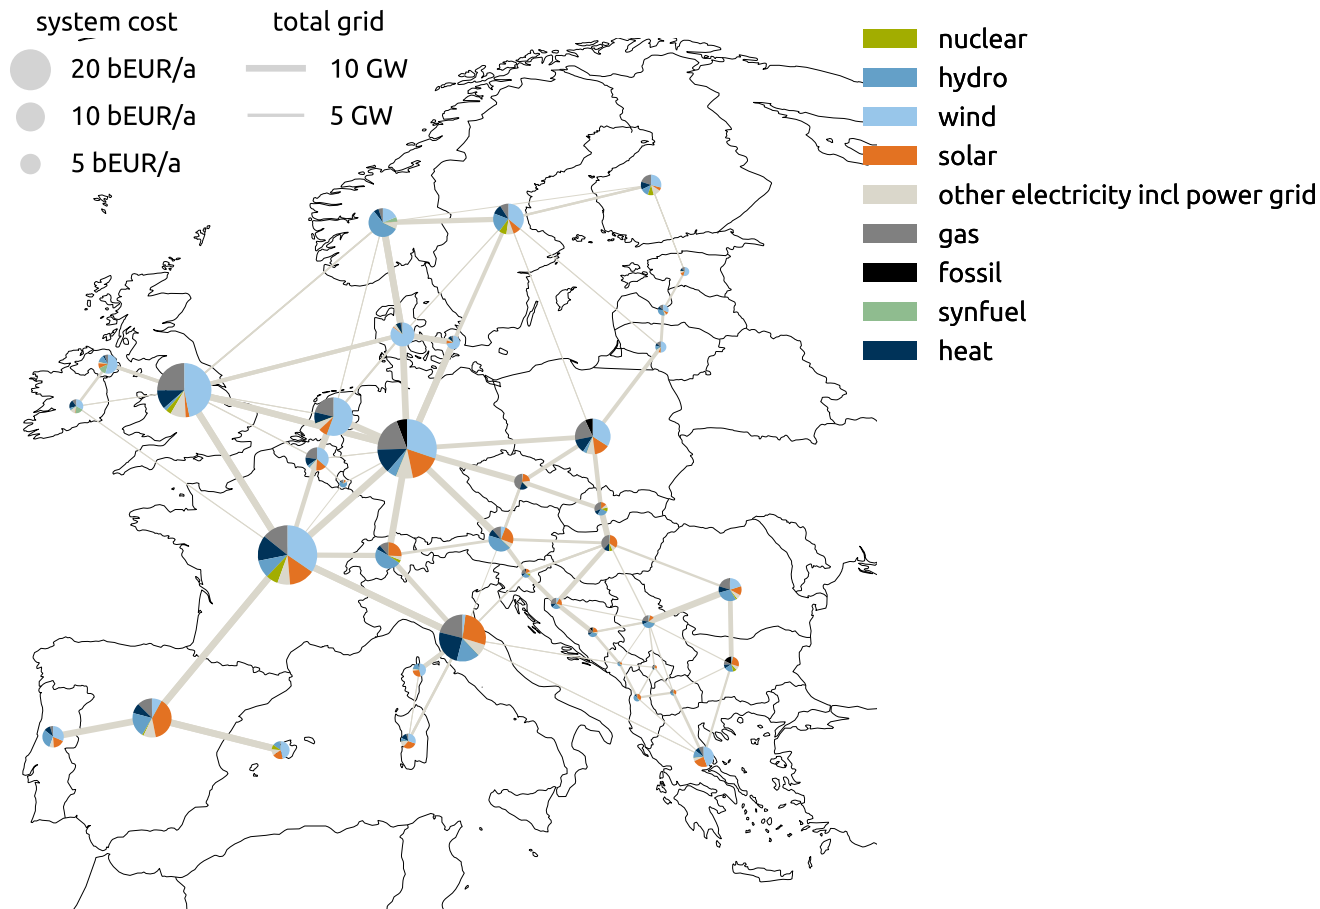 system cost
20 bEUR/a
10 bEUR/a
5 bEUR/a
total grid
10 GW
5 GW
nuclear
hydro
wind
solar
other electricity incl power grid
gas
fossil
synfuel
heat